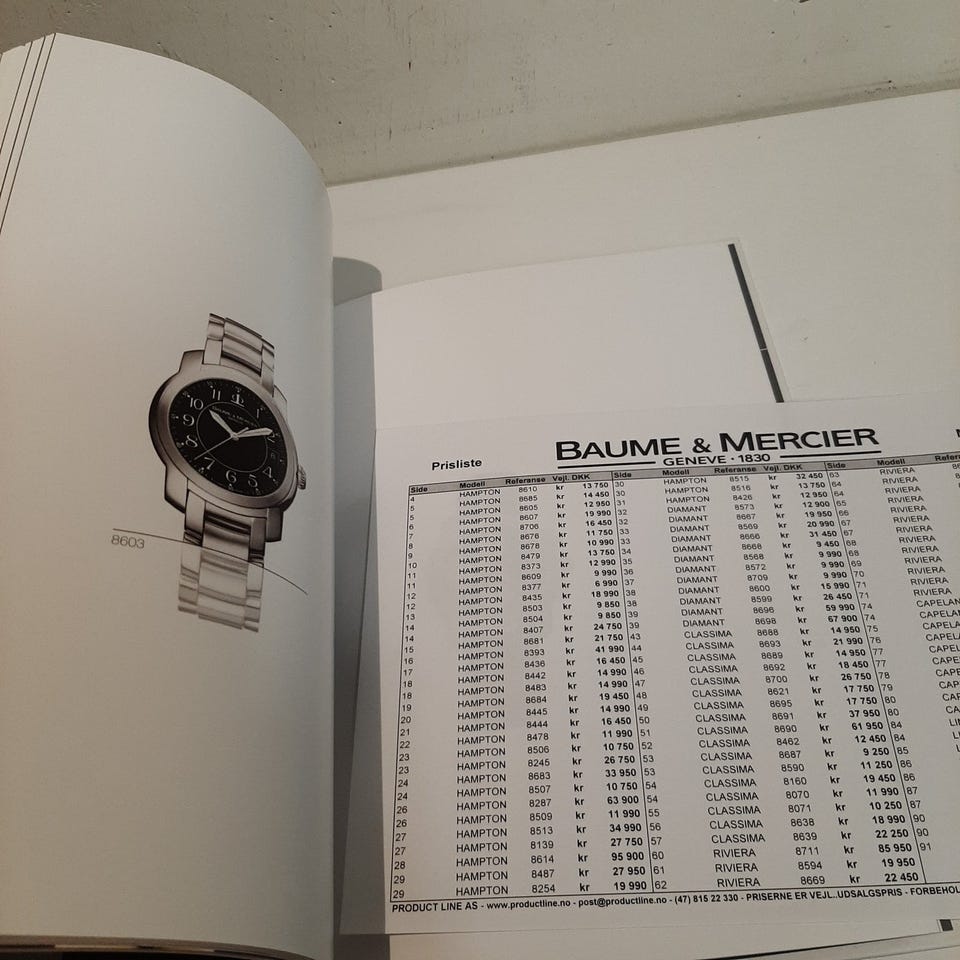 8603
Prisliste
BAUME & MERCIER
GENEVE · 1830
Side Modell Referanse Vejl. DKK Side Modell Referanse Vejl. DKK Side Modell
4 HAMPTON 8610 kr 13 750 30 HAMPTON 8515 kr 32 450 63 RIVIERA
5 HAMPTON 8685 kr 14 450 30 HAMPTON 8516 kr 13 750 64 RIVIERA
5 HAMPTON 8605 kr 12 950 31 HAMPTON 8426 kr 12 950 64 RIVIERA
6 HAMPTON 8607 kr 19 990 32 DIAMANT 8573 kr 12 900 65 RIVIERA
7 HAMPTON 8706 kr 16 450 32 DIAMANT 8667 kr 19 950 66 RIVIERA
8 HAMPTON 8676 kr 11 750 33 DIAMANT 8569 kr 20 990 67 RIVIERA
9 HAMPTON 8678 kr 10 990 33 DIAMANT 8666 kr 31 450 67 RIVIERA
10 HAMPTON 8479 kr 13 750 34 DIAMANT 8668 kr 9 450 68 RIVIERA
11 HAMPTON 8373 kr 12 990 35 DIAMANT 8568 kr 9 990 68 RIVIERA
11 HAMPTON 8609 kr 9 990 36 DIAMANT 8572 kr 9 990 69 RIVIERA
12 HAMPTON 8377 kr 6 990 37 DIAMANT 8709 kr 9 990 70 RIVIERA
12 HAMPTON 8435 kr 18 990 38 DIAMANT 8600 kr 15 990 71 RIVIERA
13 HAMPTON 8503 kr 9 850 38 DIAMANT 8599 kr 26 450 71 RIVIERA
14 HAMPTON 8504 kr 9 850 39 DIAMANT 8696 kr 59 990 74
14 HAMPTON 8407 kr 24 750 39 DIAMANT 8698 kr 67 900 74
15 HAMPTON 8681 kr 21 750 43 CLASSIMA 8688 kr 14 950 75
16 HAMPTON 8393 kr 41 990 44 CLASSIMA 8693 kr 21 990 76
17 HAMPTON 8436 kr 16 450 45 CLASSIMA 8689 kr 14 950 77
18 HAMPTON 8442 kr 14 990 46 CLASSIMA 8692 kr 18 450 77
18 HAMPTON 8483 kr 14 990 47 CLASSIMA 8700 kr 26 750 78
19 HAMPTON 8684 kr 19 450 48 CLASSIMA 8621 kr 17 750 79
20 HAMPTON 8445 kr 14 990 49 CLASSIMA 8695 kr 17 750 80
21 HAMPTON 8444 kr 16 450 50 CLASSIMA 8691 kr 37 950 80
22 HAMPTON 8478 kr 11 990 51 CLASSIMA 8690 kr 61 950 84
23 HAMPTON 8506 kr 10 750 52 CLASSIMA 8462 kr 12 450 84
23 HAMPTON 8245 kr 26 750 53 CLASSIMA 8687 kr 9 250 85
24 HAMPTON 8683 kr 33 950 53 CLASSIMA 8590 kr 11 250 86
24 HAMPTON 8507 kr 10 750 54 CLASSIMA 8160 kr 19 450 86
26 HAMPTON 8287 kr 63 900 54 CLASSIMA 8070 kr 11 990 87
26 HAMPTON 8509 kr 11 990 55 CLASSIMA 8071 kr 10 250 87
27 HAMPTON 8513 kr 34 990 56 CLASSIMA 8638 kr 18 990 90
27 HAMPTON 8139 kr 27 750 57 CLASSIMA 8639 kr 22 250 90
28 HAMPTON 8614 kr 95 900 60 RIVIERA 8711 kr 85 950 91
29 HAMPTON 8487 kr 27 950 61 RIVIERA 8594 kr 19 950
29 HAMPTON 8254 kr 19 990 62 RIVIERA 8669 kr 22 450
PRODUCT LINE AS - www.productline.no - post@productline.no - (47) 815 22 330 - PRISERNE ER VEJL..UDSALGSPRIS - FORBEHOL